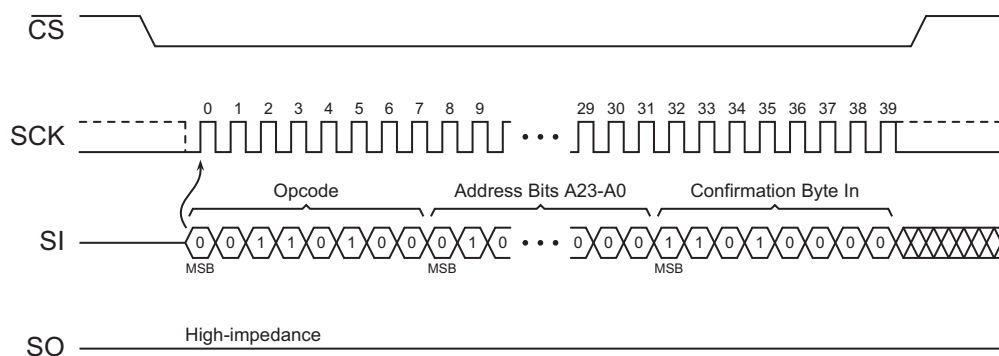 CS
0 1 2 3 4 5 6 7 8 9 29 30 31 32 33 34 35 36 37 38 39
SCK
Opcode Address Bits A23-A0 Confirmation Byte In
SI 0 0 1 1 0 1 0 0 0 1 0 0 0 0 1 1 0 1 0 0 0 0
MSB MSB MSB
High-impedance
SO